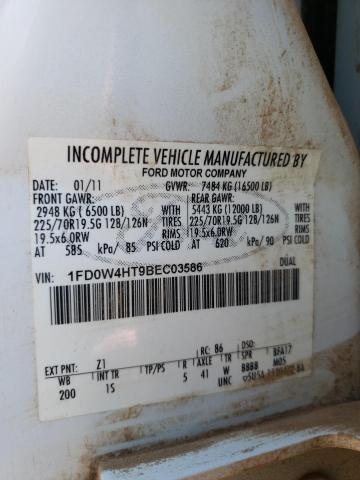 INCOMPLETE VEHICLE MANUFACTURED BY
FORD MOTOR COMPANY
DATE: 01/11 GVWR: 7484 KG (16500 LB)
FRONT GAWR: REAR GAWR:
2948 KG ( 6500 LB) WITH 5443 KG (12000 LB) WITH
225/70R19.5G 128/126N TIRES 225/70R19.5G 128/126N TIRES
19.5x6.0RW RIMS 19.5x6.0RW RIMS
AT 585 kPa/ 85 PSI COLD AT 620 kPa/ 90 PSI COLD
VIN: 1FD0W4HT9BEC03586 DUAL
EXT PNT: Z1 RC: 86 DSO:
WB INT TR TP/PS R AXLE TR SPR BFA17
200 1S 5 41 W BBBB M05
UNC